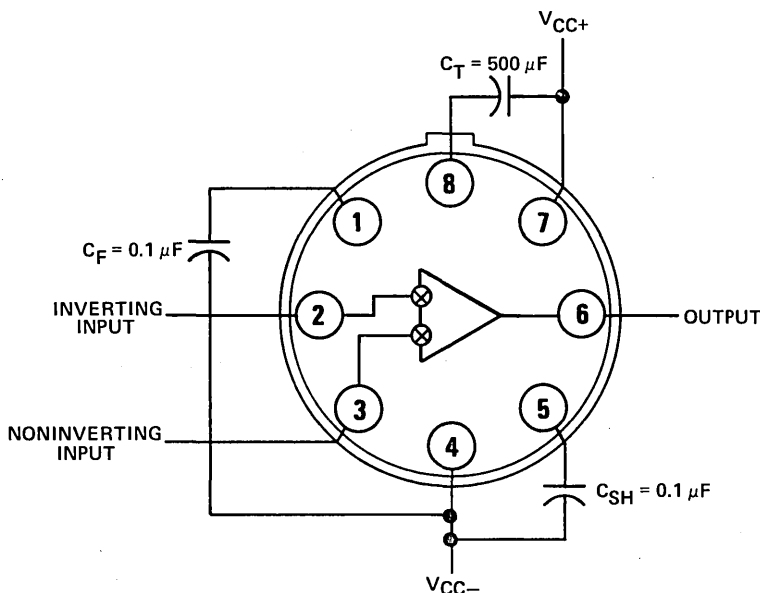 VCC+
CT = 500 μF
8
1
7
CF = 0.1 μF
INVERTING
INPUT
2
6
OUTPUT
3
5
NONINVERTING
INPUT
4
CSH = 0.1 μF
VCC−